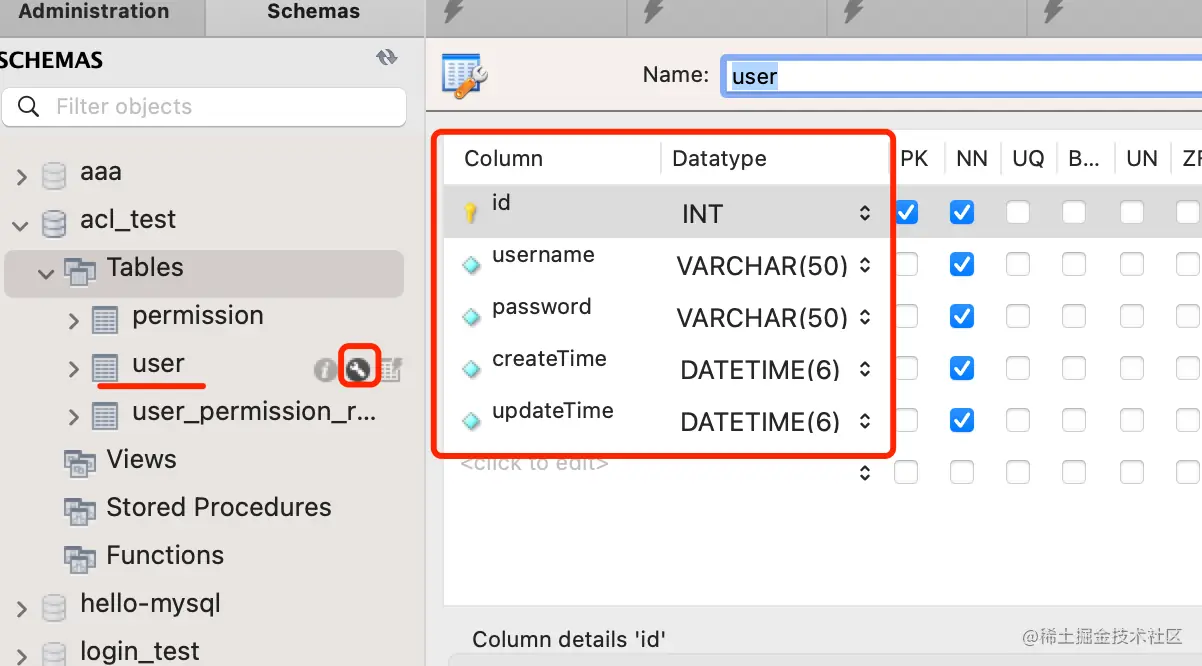 Administration
Schemas
SCHEMAS
Filter objects
aaa
acl_test
Tables
permission
user
user_permission_r...
Views
Stored Procedures
Functions
hello-mysql
login_test
Name: user
Column Datatype PK NN UQ B... UN ZF
id INT
username VARCHAR(50)
password VARCHAR(50)
createTime DATETIME(6)
updateTime DATETIME(6)
<click to edit>
Column details 'id'
@稀土掘金技术社区